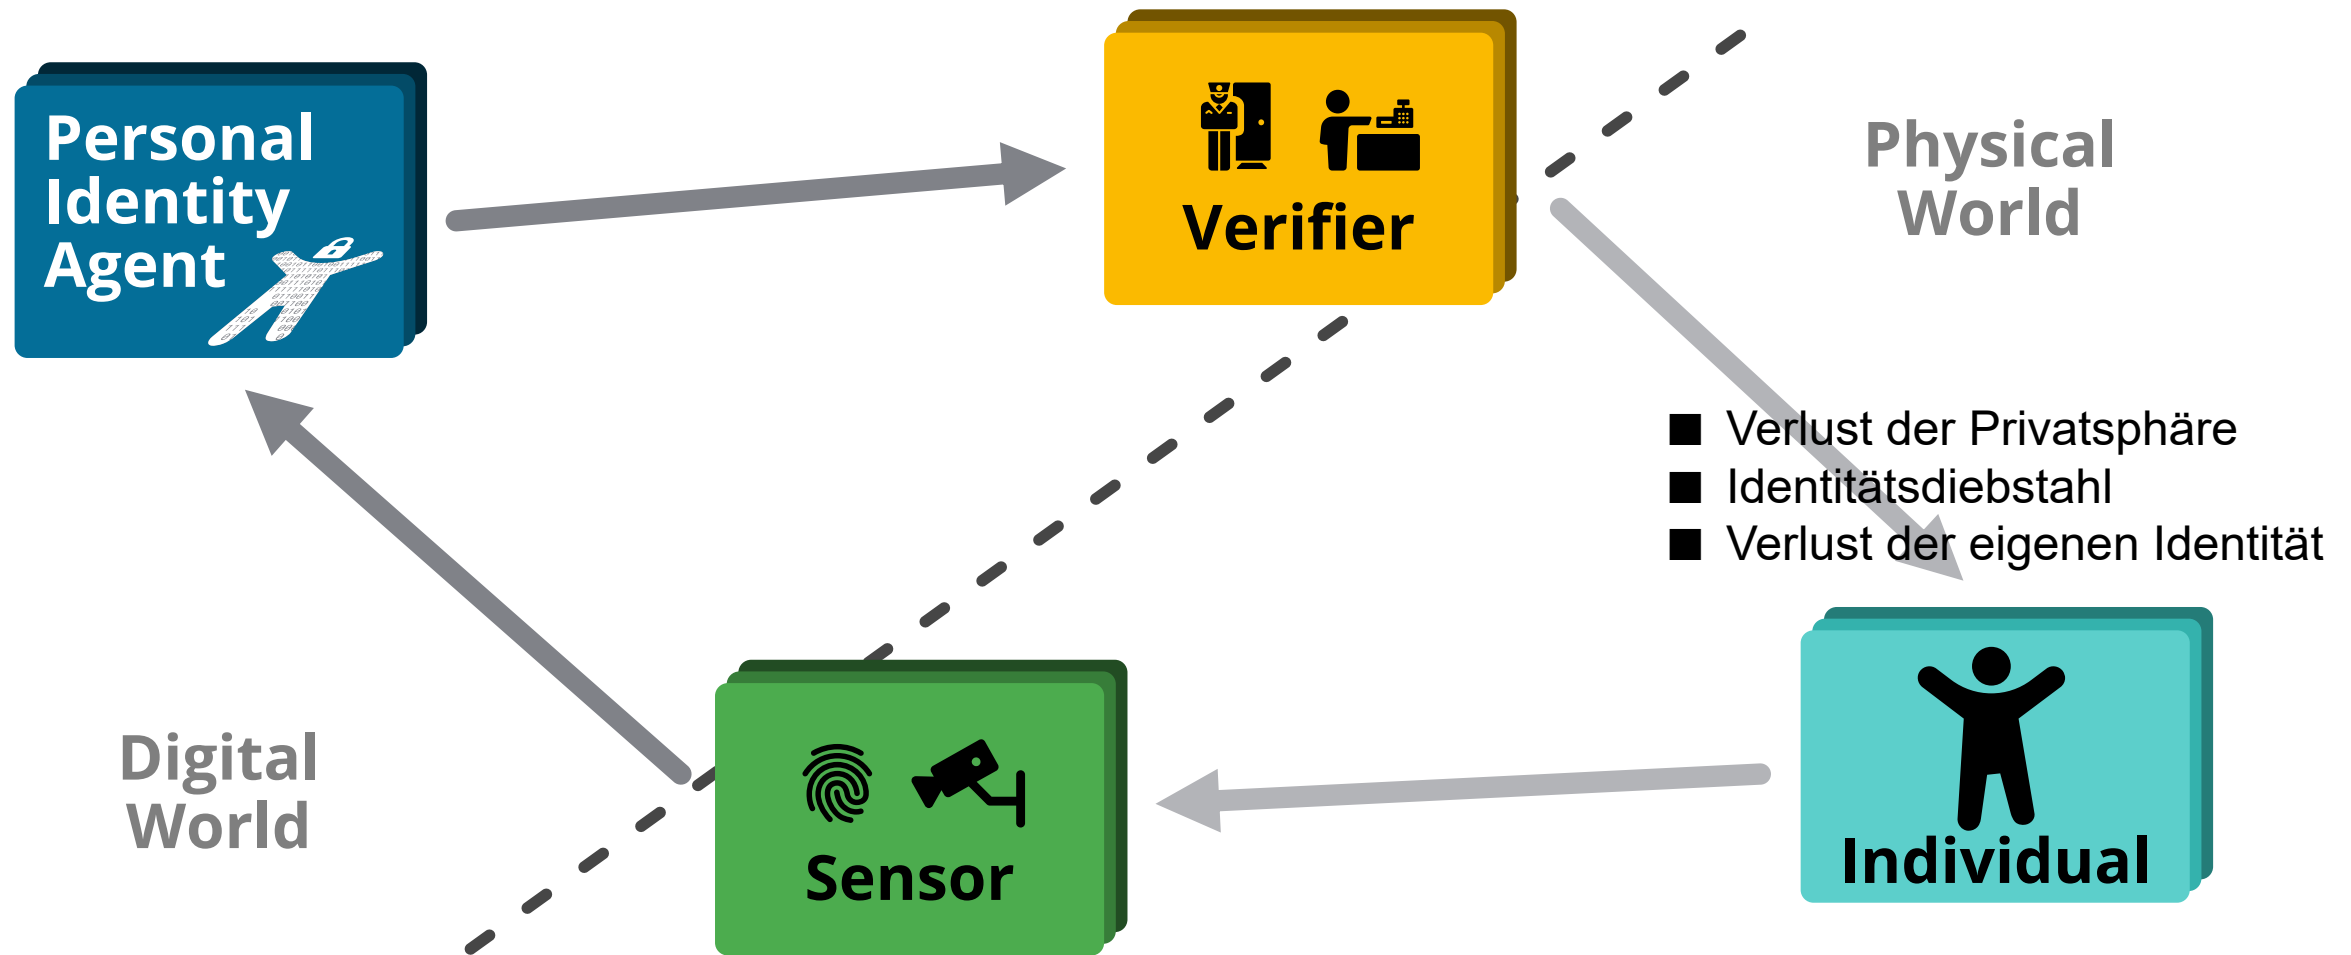 Personal
Identity
Agent
Verifier
Physical
World
Verlust der Privatsphäre
Identitätsdiebstahl
Verlust der eigenen Identität
Digital
World
Sensor
Individual